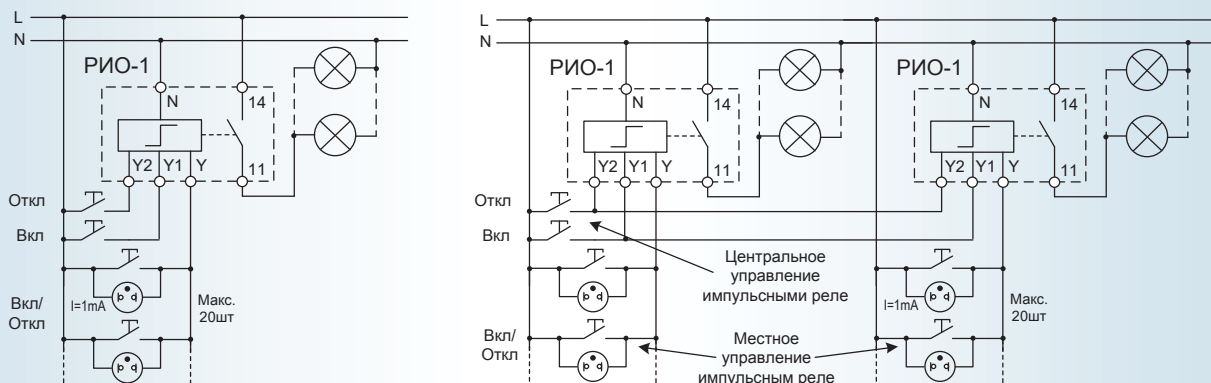 L
N
РИО-1
N
14
Y2 Y1 Y
11
Откл
Вкл
I=1mA
Макс.
20шт
Вкл/
Откл
L
N
РИО-1
N
14
Y2 Y1 Y
11
Откл
Вкл
Центральное
управление
импульсными реле
Вкл/
Откл
Местное
управление
импульсным реле
РИО-1
N
14
Y2 Y1 Y
11
I=1mA
Макс.
20шт